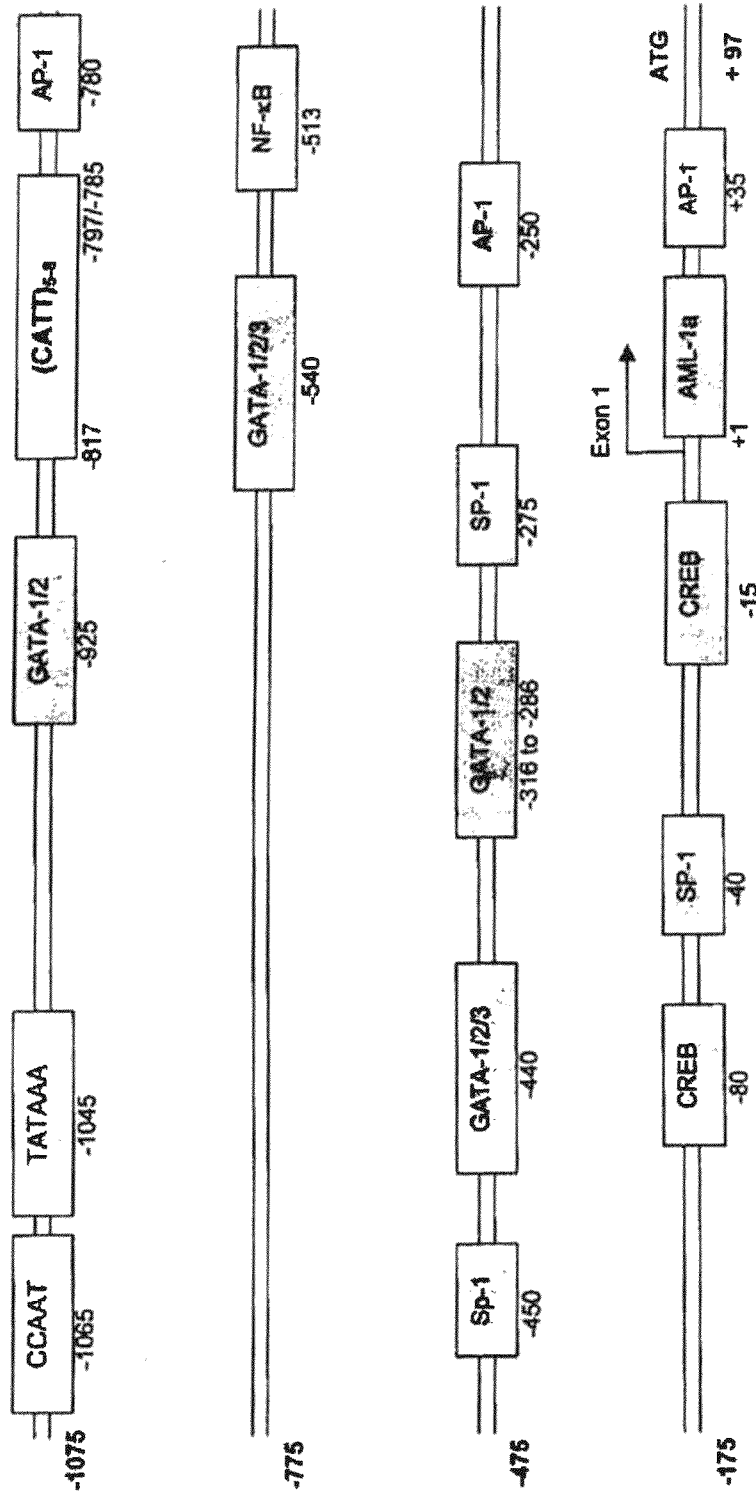 CCAAT TATAAA GATA-1/2 (CATT)5-8 AP-1
-1075 -1065 -1045 -925 -817 -797/-785 -780
GATA-1/2/3 NF-κB
-775 -540 -513
Sp-1 GATA-1/2/3 GATA-1/2 SP-1 AP-1
-475 -450 -440 -316 to -286 -275 -250
Exon 1
CREB SP-1 CREB AML-1a AP-1 ATG
-175 -80 -40 -15 +1 +35 + 97